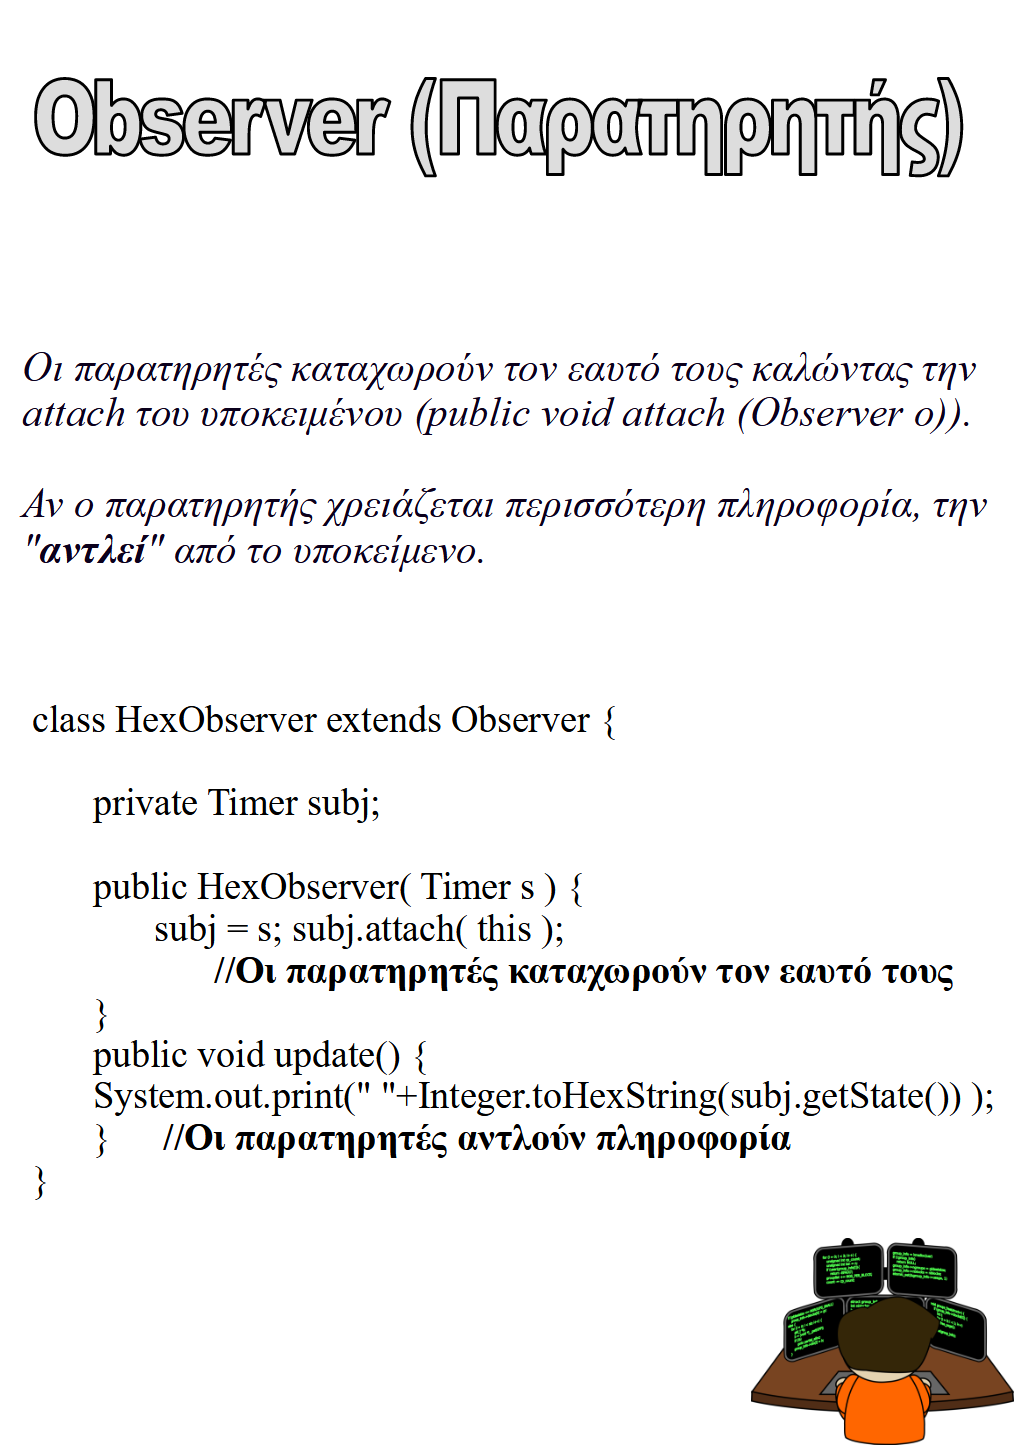 Observer (Παρατηρητής)
Οι παρατηρητές καταχωρούν τον εαυτό τους καλώντας την
attach του υποκειμένου (public void attach (Observer o)).
Αν ο παρατηρητής χρειάζεται περισσότερη πληροφορία, την
"αντλεί" από το υποκείμενο.
class HexObserver extends Observer {
private Timer subj;
public HexObserver( Timer s ) {
subj = s; subj.attach( this );
//Οι παρατηρητές καταχωρούν τον εαυτό τους
}
public void update() {
System.out.print(" "+Integer.toHexString(subj.getState()) );
} //Οι παρατηρητές αντλούν πληροφορία
}